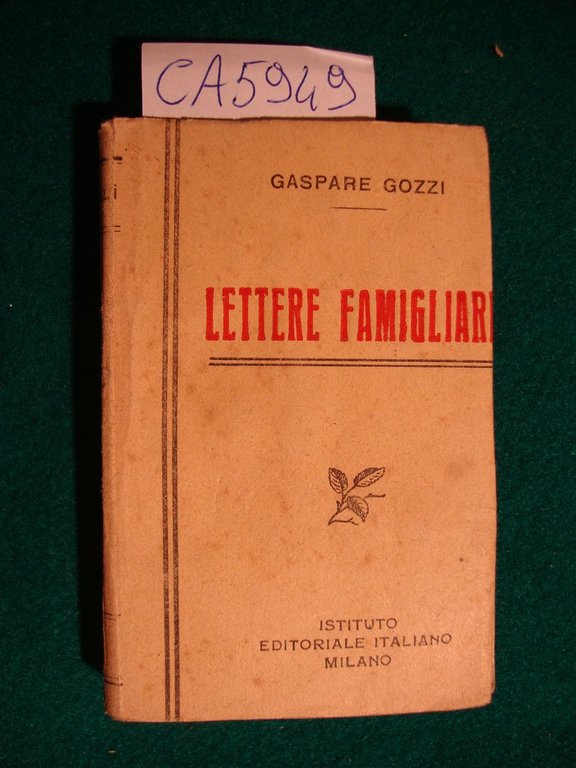 CA5949
GASPARE GOZZI
LETTERE FAMIGLIARI
ISTITUTO
EDITORIALE ITALIANO
MILANO